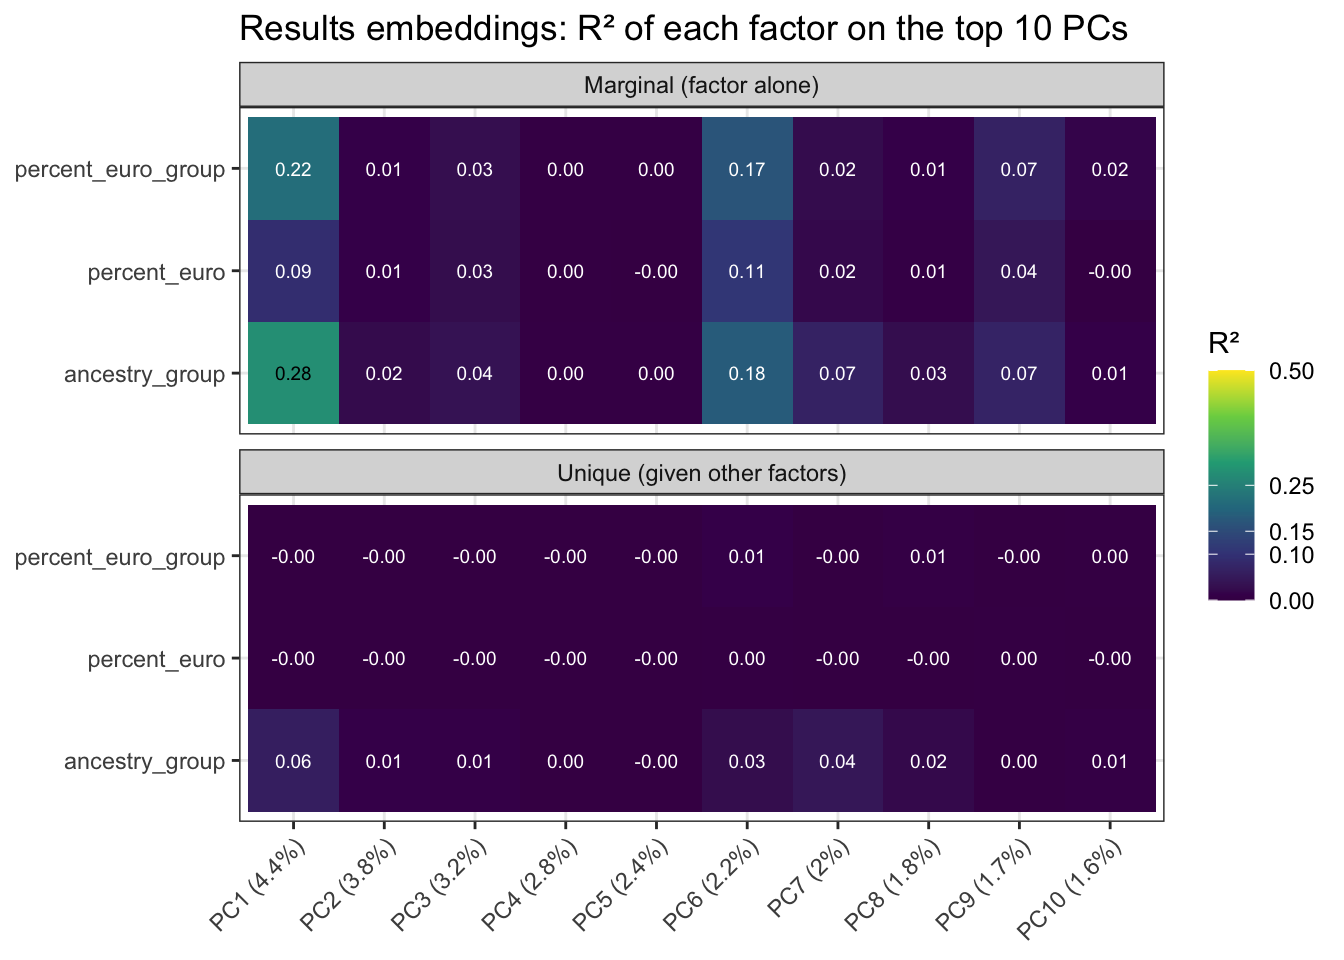 Results embeddings: R² of each factor on the top 10 PCs
Marginal (factor alone)
percent_euro_group 0.22 0.01 0.03 0.00 0.00 0.17 0.02 0.01 0.07 0.02
percent_euro 0.09 0.01 0.03 0.00 -0.00 0.11 0.02 0.01 0.04 -0.00
ancestry_group 0.28 0.02 0.04 0.00 0.00 0.18 0.07 0.03 0.07 0.01
Unique (given other factors)
percent_euro_group -0.00 -0.00 -0.00 -0.00 -0.00 0.01 -0.00 0.01 -0.00 0.00
percent_euro -0.00 -0.00 -0.00 -0.00 -0.00 0.00 -0.00 -0.00 0.00 -0.00
ancestry_group 0.06 0.01 0.01 0.00 -0.00 0.03 0.04 0.02 0.00 0.01
PC1 (4.4%) PC2 (3.8%) PC3 (3.2%) PC4 (2.8%) PC5 (2.4%) PC6 (2.2%) PC7 (2%) PC8 (1.8%) PC9 (1.7%) PC10 (1.6%)
R²
0.50
0.25
0.15
0.10
0.00